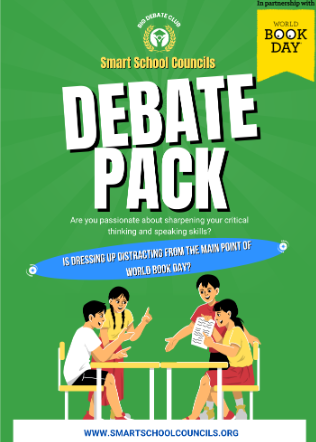 In partnership with
BIG DEBATE CLUB
WORLD
BOOK
DAY
Smart School Councils
DEBATE
PACK
Are you passionate about sharpening your critical
thinking and speaking skills?
IS DRESSING UP DISTRACTING FROM THE MAIN POINT OF
WORLD BOOK DAY?
WWW.SMARTSCHOOLCOUNCILS.ORG